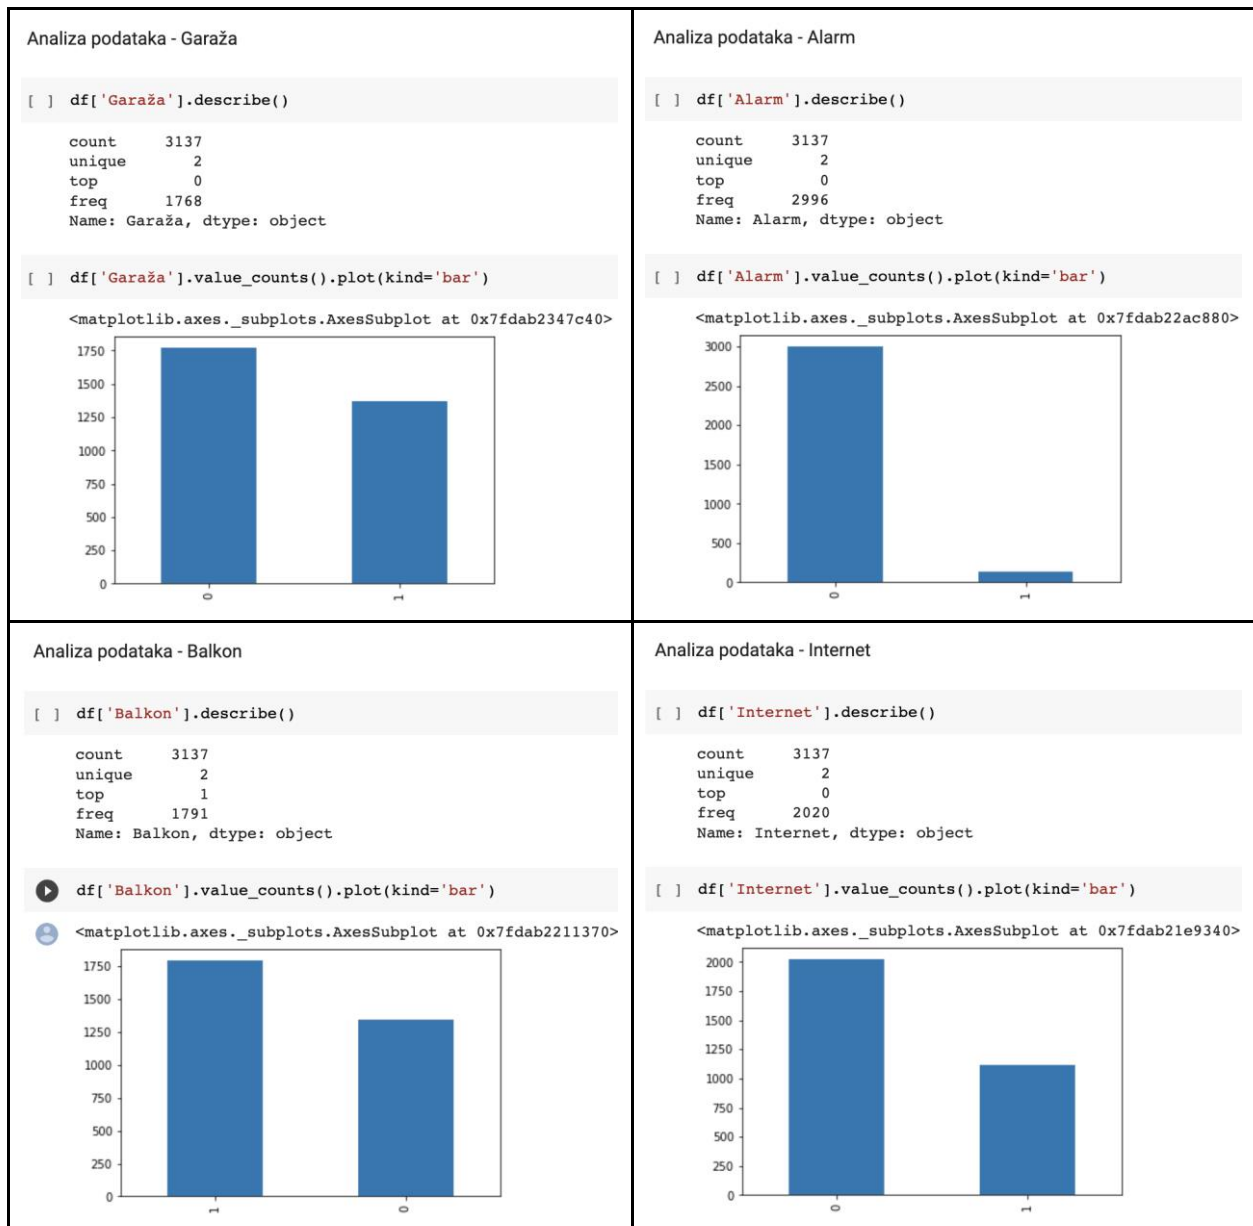 Analiza podataka - Garaža
[ ] df['Garaža'].describe()
count 3137
unique 2
top 0
freq 1768
Name: Garaža, dtype: object
[ ] df['Garaža'].value_counts().plot(kind='bar')
<matplotlib.axes._subplots.AxesSubplot at 0x7fdab2347c40>
1750
1500
1250
1000
750
500
250
0
0 1
Analiza podataka - Alarm
[ ] df['Alarm'].describe()
count 3137
unique 2
top 0
freq 2996
Name: Alarm, dtype: object
[ ] df['Alarm'].value_counts().plot(kind='bar')
<matplotlib.axes._subplots.AxesSubplot at 0x7fdab22ac880>
3000
2500
2000
1500
1000
500
0
0 1
Analiza podataka - Balkon
[ ] df['Balkon'].describe()
count 3137
unique 2
top 1
freq 1791
Name: Balkon, dtype: object
df['Balkon'].value_counts().plot(kind='bar')
<matplotlib.axes._subplots.AxesSubplot at 0x7fdab2211370>
1750
1500
1250
1000
750
500
250
0
1 0
Analiza podataka - Internet
[ ] df['Internet'].describe()
count 3137
unique 2
top 0
freq 2020
Name: Internet, dtype: object
[ ] df['Internet'].value_counts().plot(kind='bar')
<matplotlib.axes._subplots.AxesSubplot at 0x7fdab21e9340>
2000
1750
1500
1250
1000
750
500
250
0
0 1